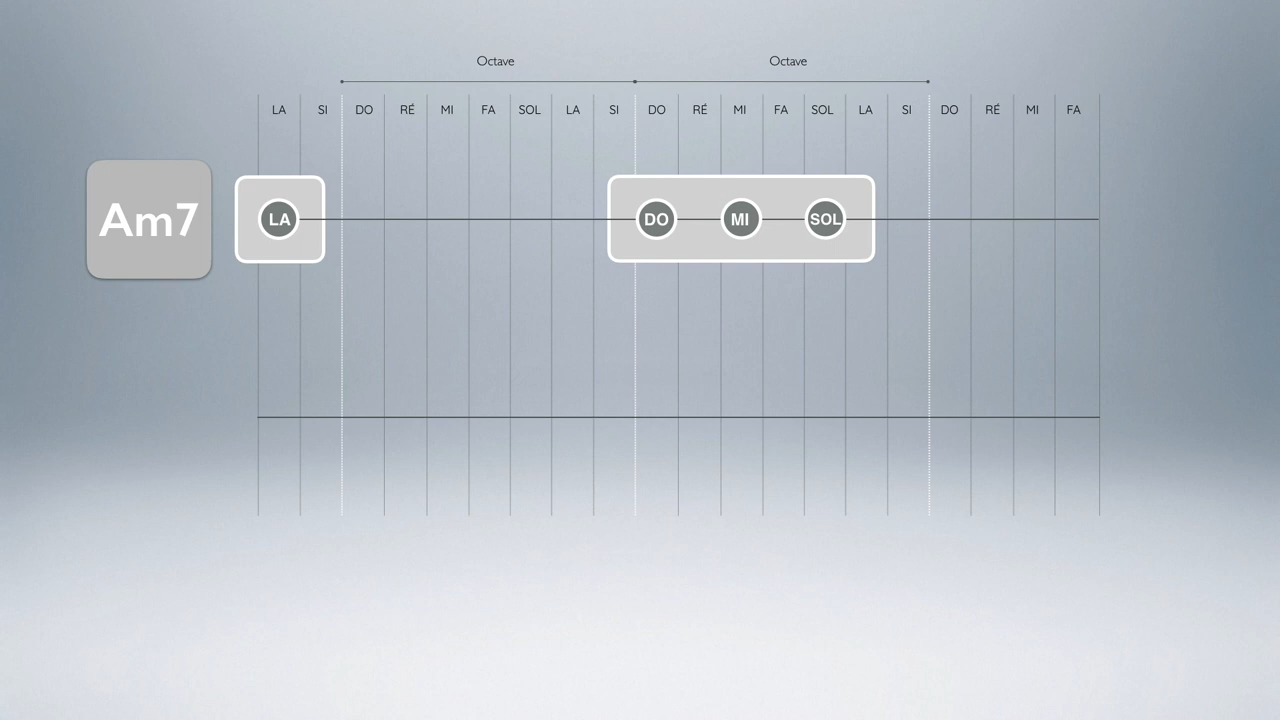 Octave Octave
LA SI DO RÉ MI FA SOL LA SI DO RÉ MI FA SOL LA SI DO RÉ MI FA
Am7 LA DO MI SOL